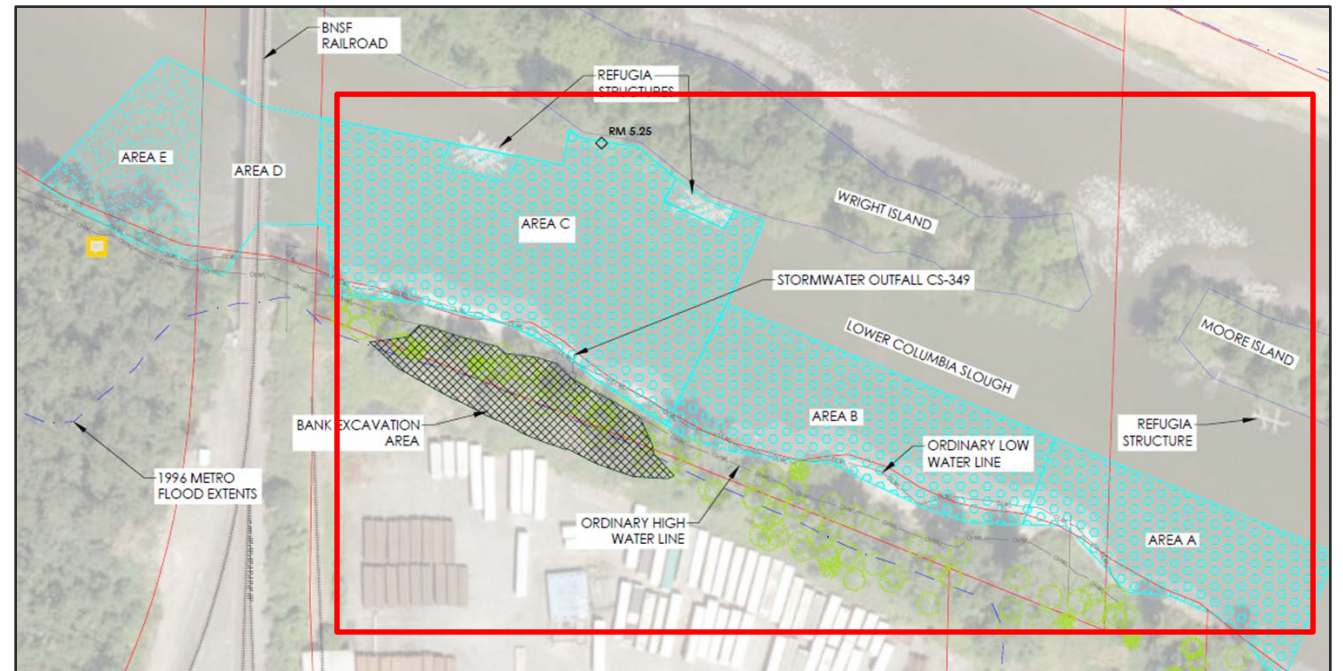 BNSF
RAILROAD
REFUGIA
STRUCTURES
RM 5.25
AREA E
AREA D
WRIGHT ISLAND
AREA C
STORMWATER OUTFALL CS-349
MOORE ISLAND
LOWER COLUMBIA SLOUGH
AREA B
REFUGIA
STRUCTURE
BANK EXCAVATION
AREA
ORDINARY LOW
WATER LINE
1996 METRO
FLOOD EXTENTS
ORDINARY HIGH
WATER LINE
AREA A